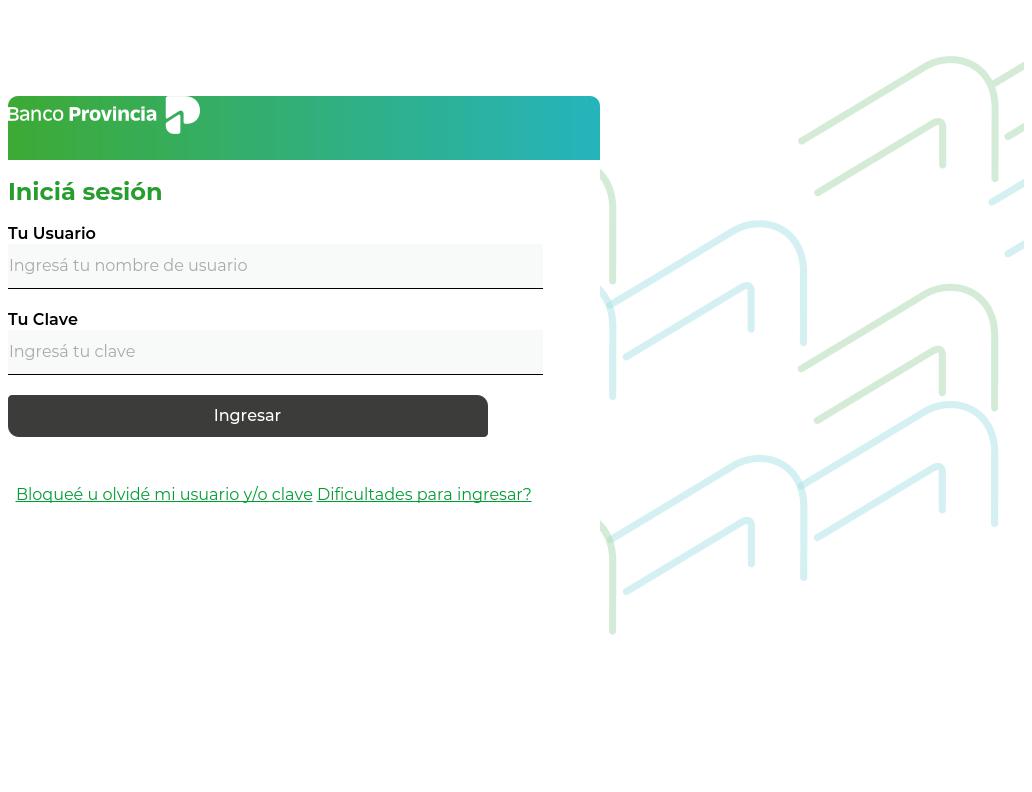 Banco Provincia
Iniciá sesión
Tu Usuario
Ingresá tu nombre de usuario
Tu Clave
Ingresá tu clave
Ingresar
Bloqueé u olvidé mi usuario y/o clave Dificultades para ingresar?